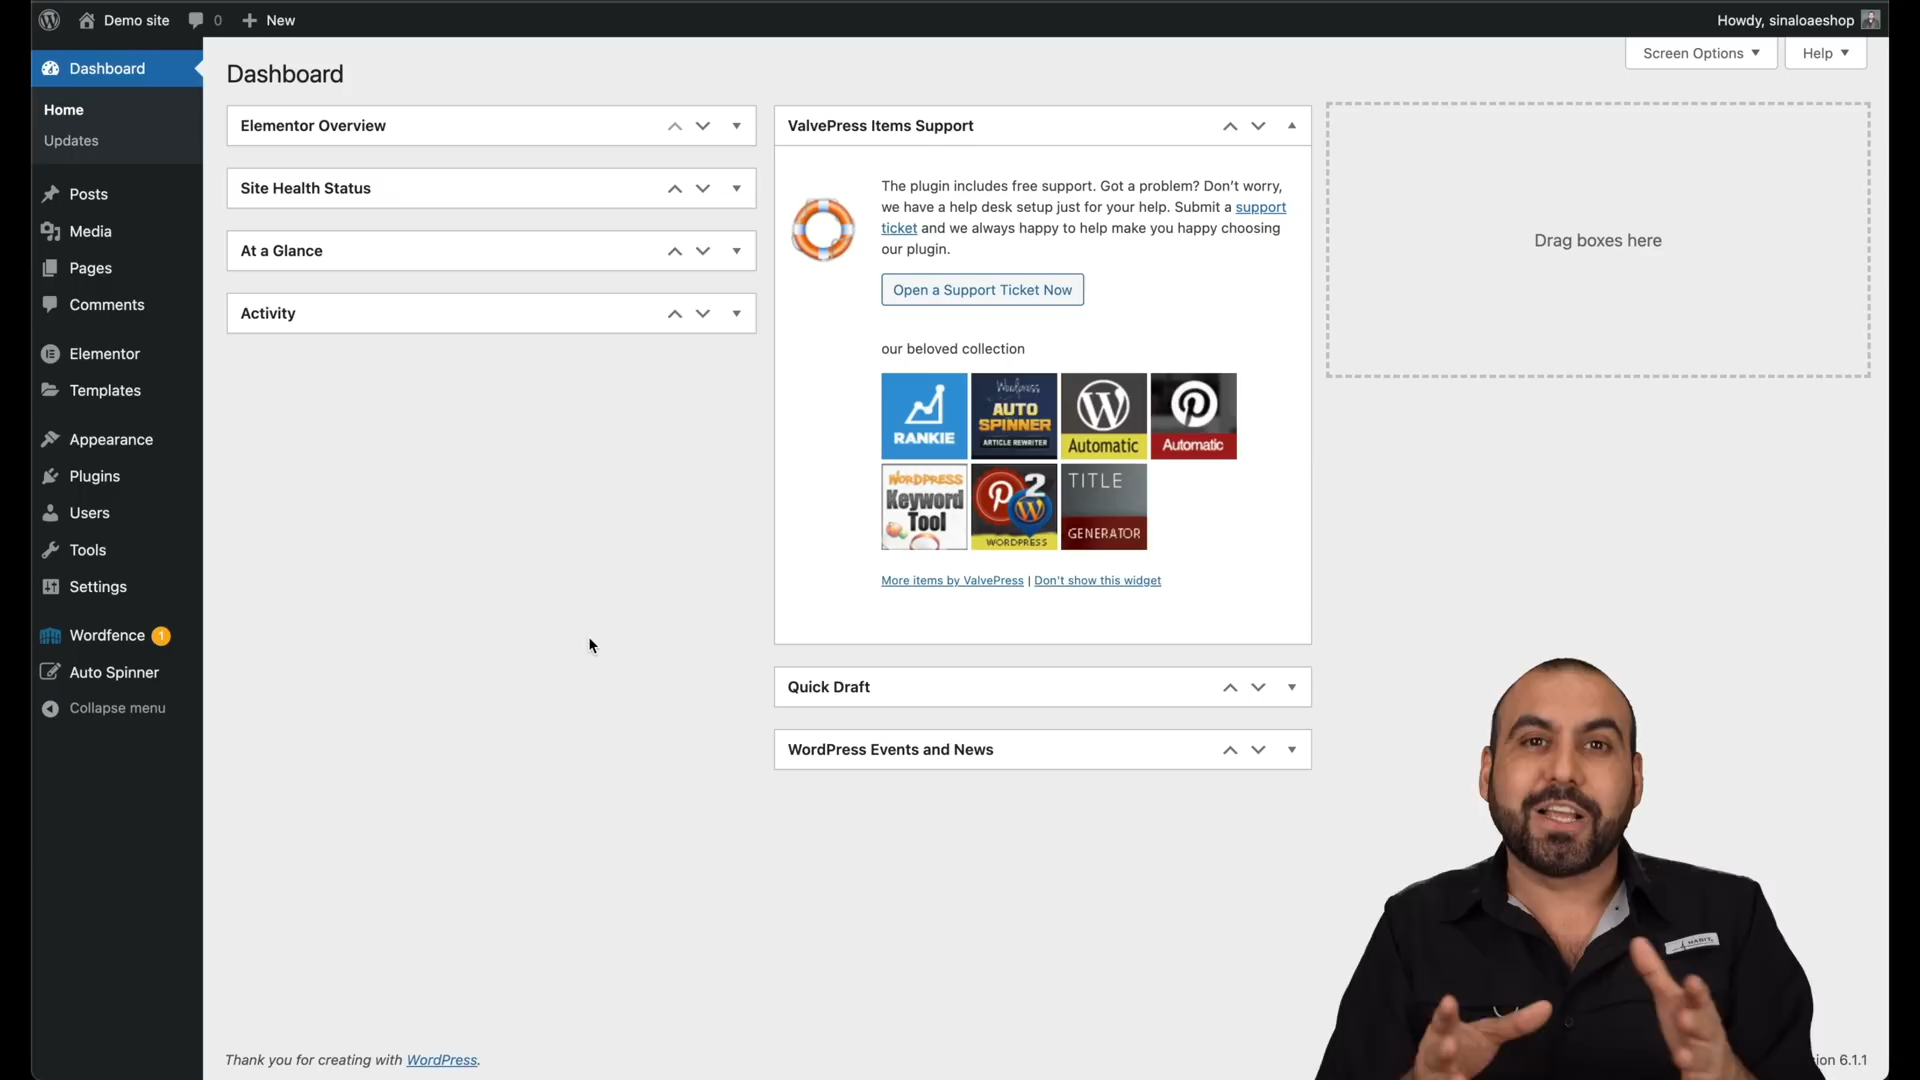 Demo site
0
New
Howdy, sinaloaeshop
Screen Options
Help
Dashboard
Home
Updates
Posts
Media
Pages
Comments
Elementor
Templates
Appearance
Plugins
Users
Tools
Settings
Wordfence 1
Auto Spinner
Collapse menu
Dashboard
Elementor Overview
Site Health Status
At a Glance
Activity
ValvePress Items Support
The plugin includes free support. Got a problem? Don't worry,
we have a help desk setup just for your help. Submit a support
ticket and we always happy to help make you happy choosing
our plugin.
Open a Support Ticket Now
our beloved collection
RANKIE
Wordpress
AUTO
SPINNER
ARTICLE REWRITER
Automatic
Automatic
WORDPRESS
Keyword
Tool
2
WORDPRESS
TITLE
GENERATOR
More items by ValvePress | Don't show this widget
Quick Draft
WordPress Events and News
Drag boxes here
HABIT
Thank you for creating with WordPress.
ion 6.1.1